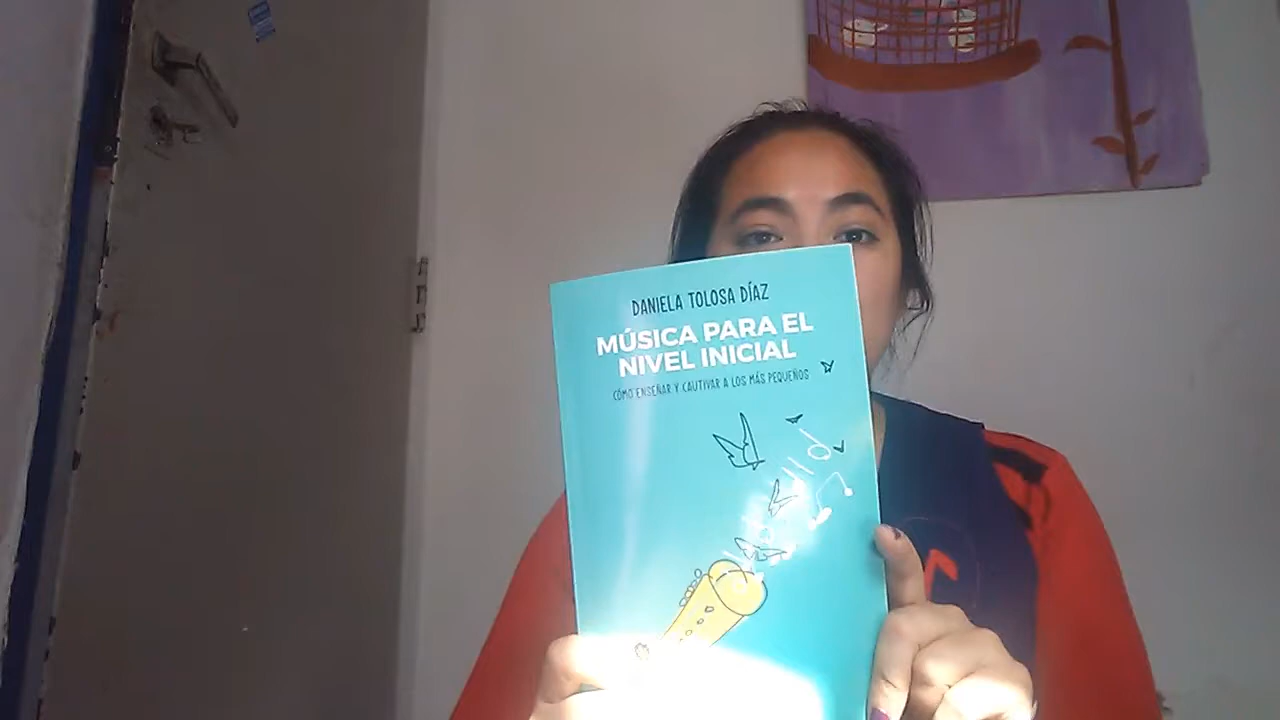 DANIELA TOLOSA DÍAZ
MÚSICA PARA EL
NIVEL INICIAL
CÓMO ENSEÑAR Y CAUTIVAR A LOS MÁS PEQUEÑOS